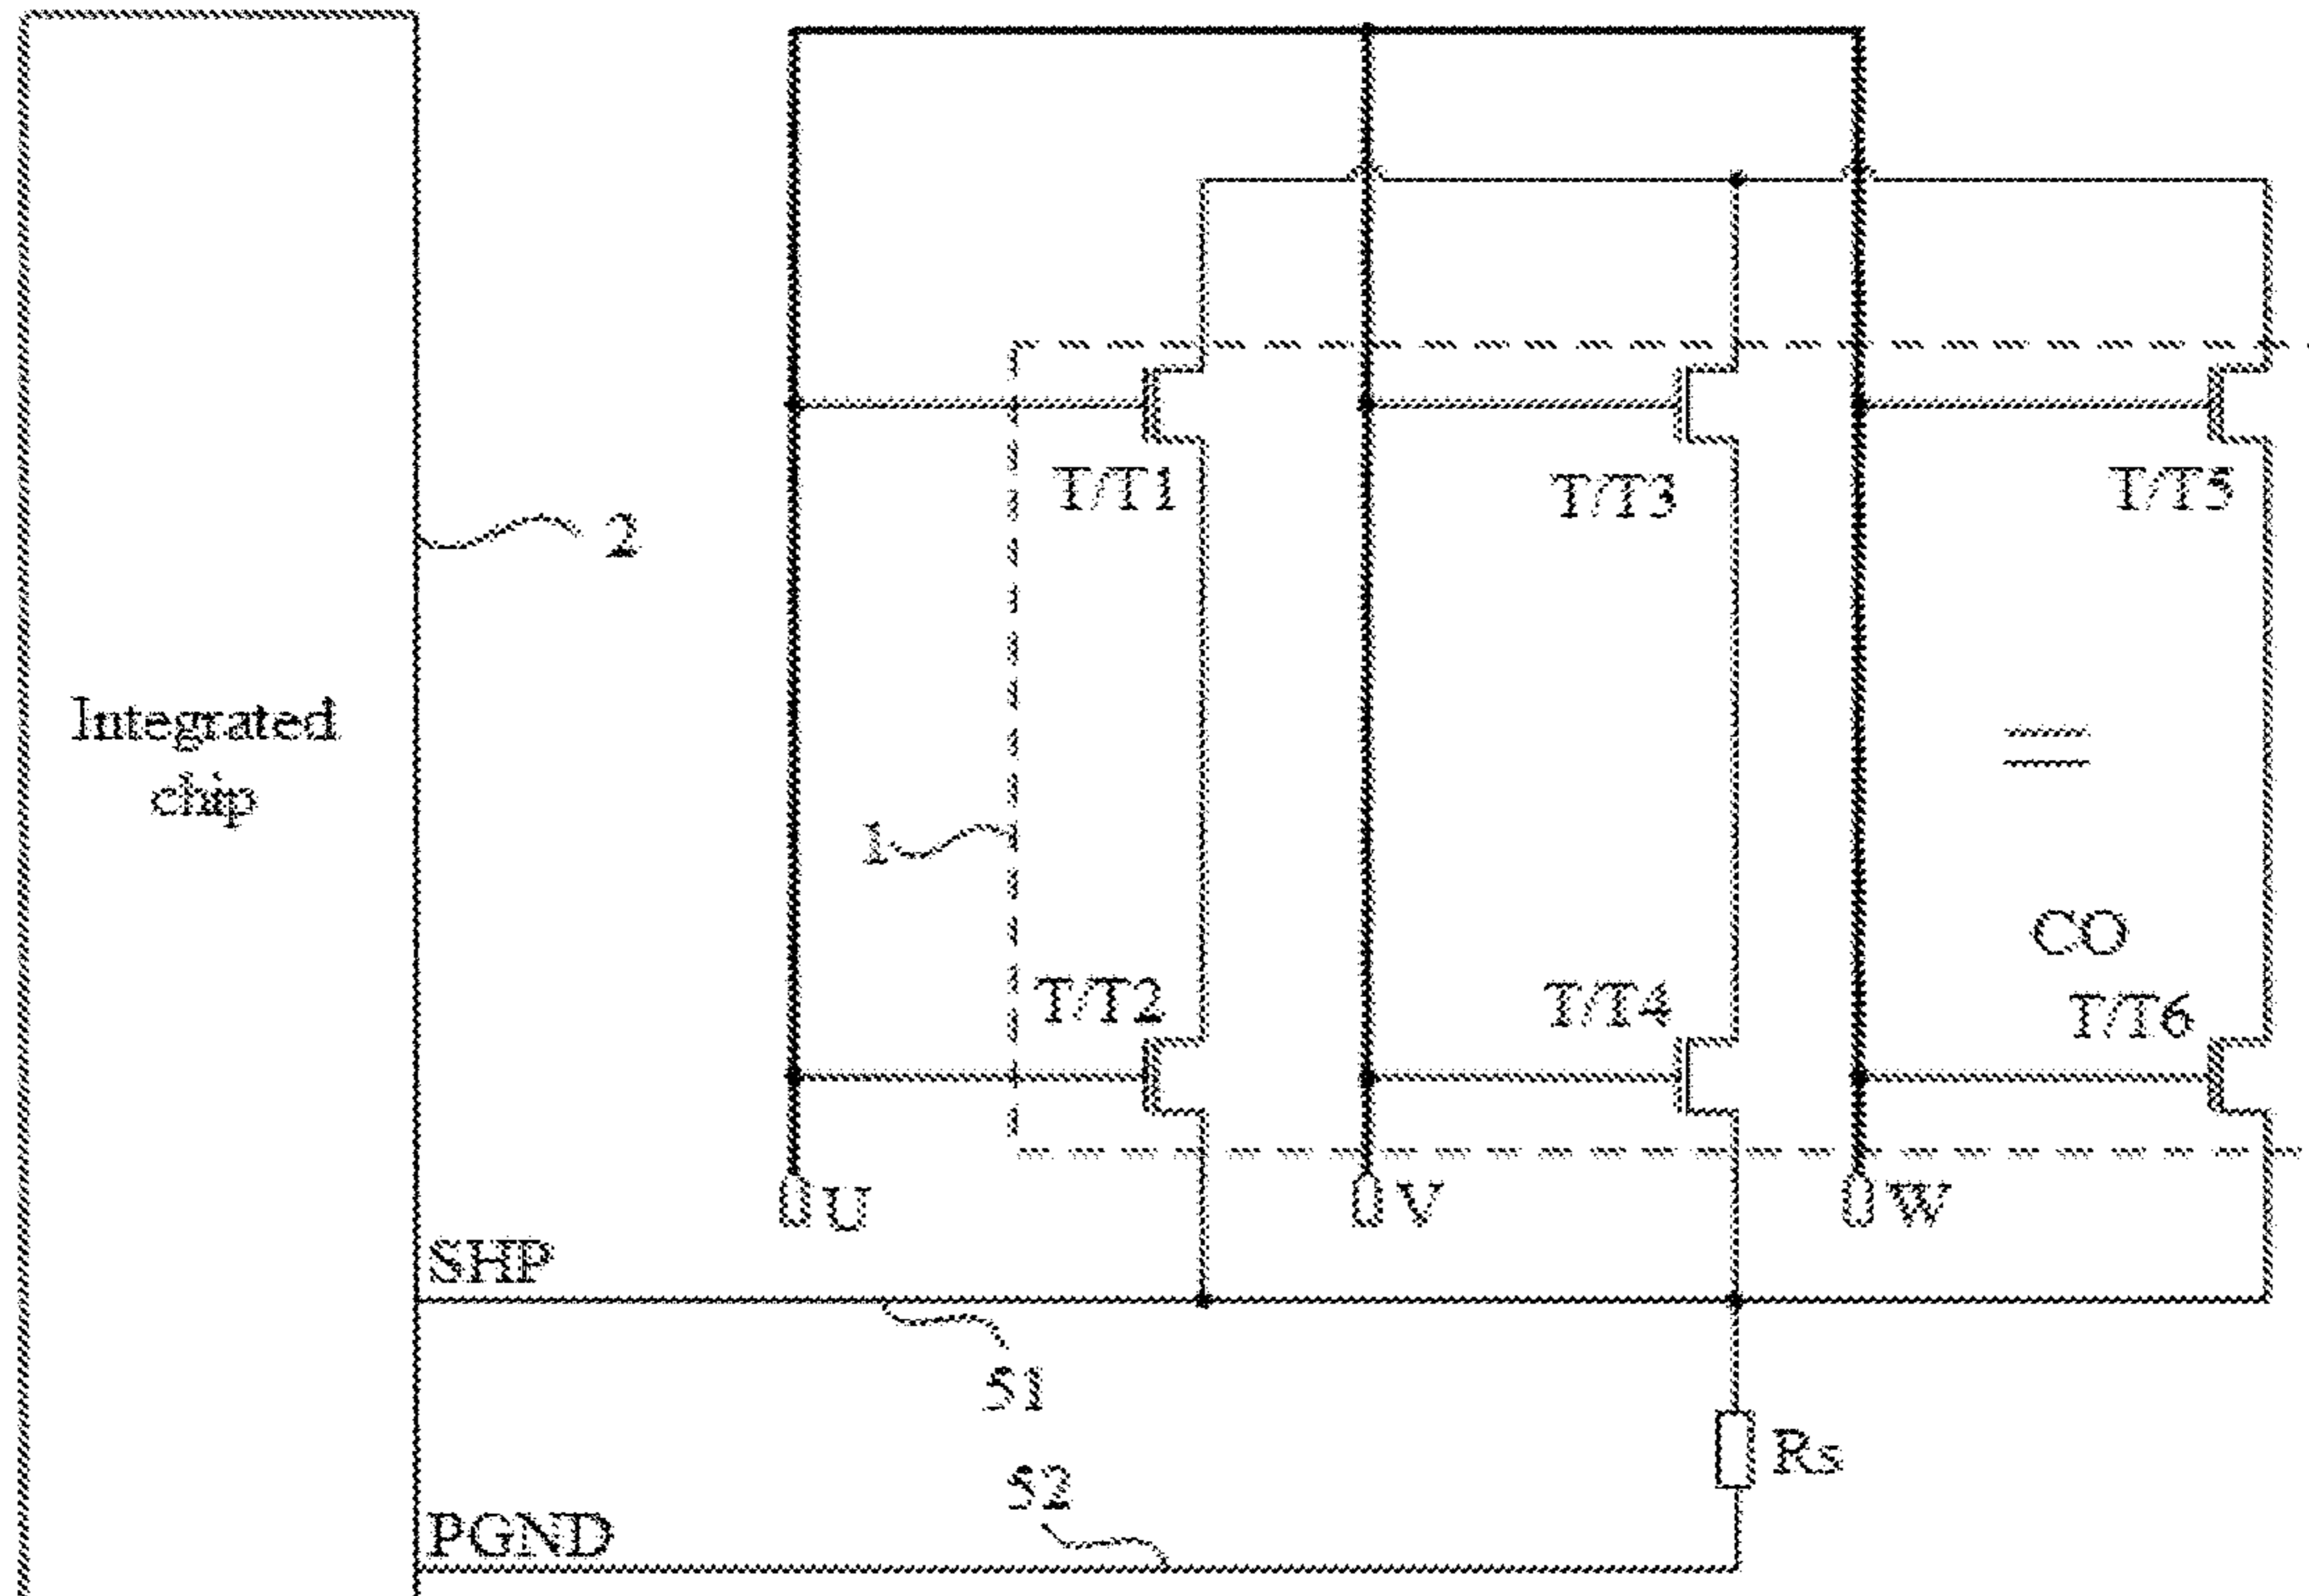 T/T1
T/T3
T/T5
2
Integrated
chip
1
CO
T/T2
T/T4
T/T6
U
V
W
SHP
51
Rs
52
PGND